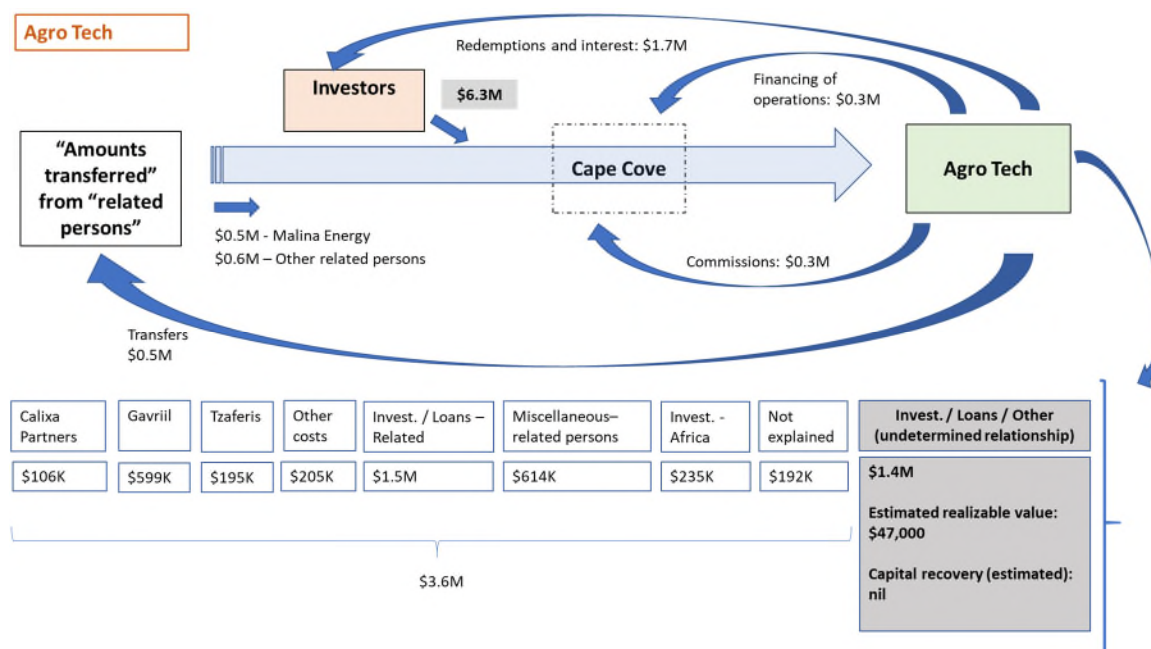 Agro Tech
Redemptions and interest: $1.7M
Investors
$6.3M
Financing of
operations: $0.3M
“Amounts
transferred”
from “related
persons”
Cape Cove
Agro Tech
$0.5M - Malina Energy
$0.6M – Other related persons
Commissions: $0.3M
Transfers
$0.5M
Calixa
Partners
Gavriil
Tzaferis
Other
costs
Invest. / Loans –
Related
Miscellaneous–
related persons
Invest. -
Africa
Not
explained
Invest. / Loans / Other
(undetermined relationship)
$106K
$599K
$195K
$205K
$1.5M
$614K
$235K
$192K
$1.4M
Estimated realizable value:
$47,000
Capital recovery (estimated):
nil
$3.6M